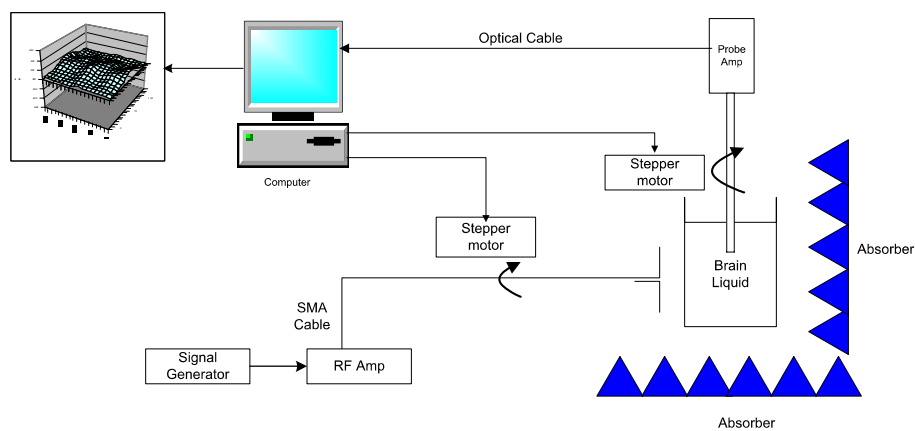 Optical Cable
Probe
Amp
Computer
Stepper
motor
Stepper
motor
Absorber
Brain
Liquid
SMA
Cable
Signal
Generator
RF Amp
Absorber